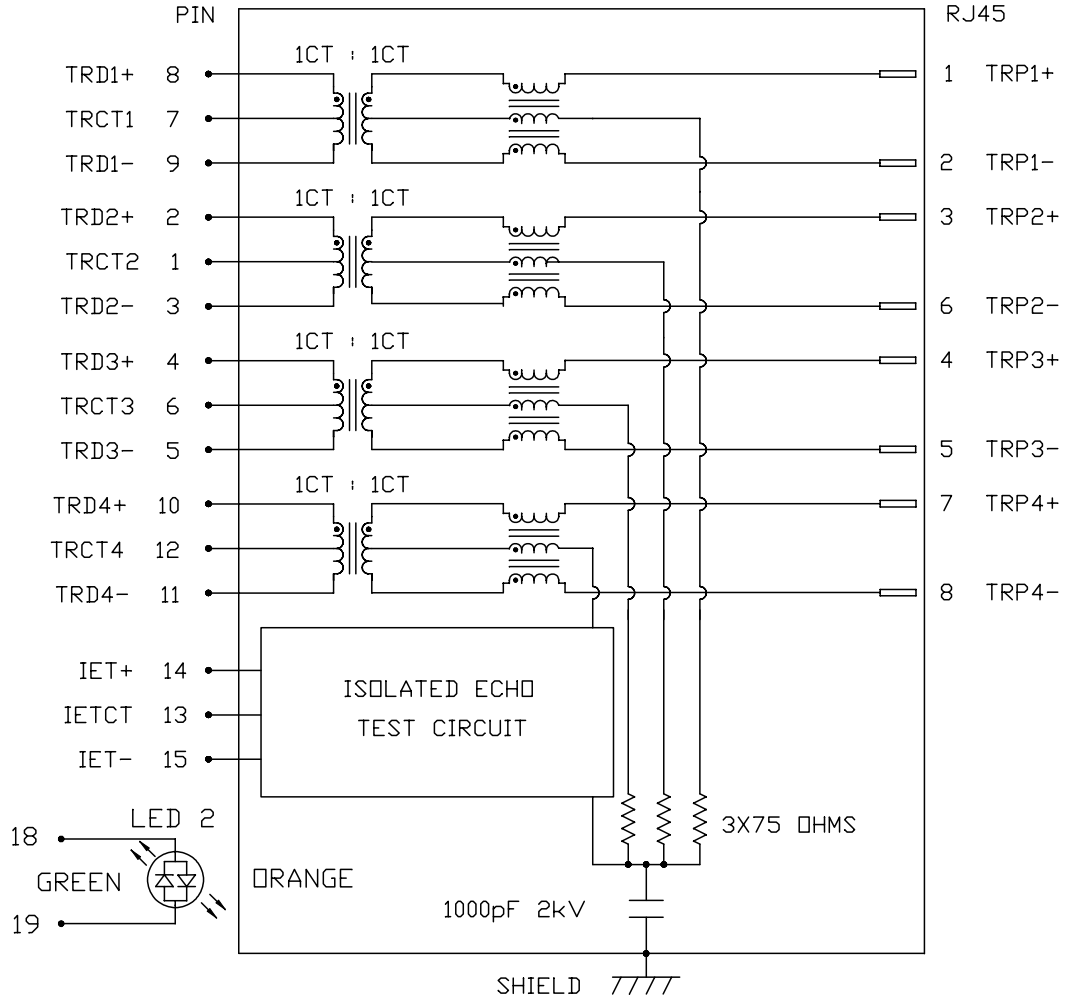 PIN RJ45
1CT : 1CT
TRD1+ 8 1 TRP1+
TRCT1 7
TRD1- 9 2 TRP1-
1CT : 1CT
TRD2+ 2 3 TRP2+
TRCT2 1
TRD2- 3 6 TRP2-
1CT : 1CT
TRD3+ 4 4 TRP3+
TRCT3 6
TRD3- 5 5 TRP3-
1CT : 1CT
TRD4+ 10 7 TRP4+
TRCT4 12
TRD4- 11 8 TRP4-
IET+ 14
ISOLATED ECHO
IETCT 13
TEST CIRCUIT
IET- 15
LED 2
3X75 OHMS
18
GREEN ORANGE
1000pF 2kV
19
SHIELD